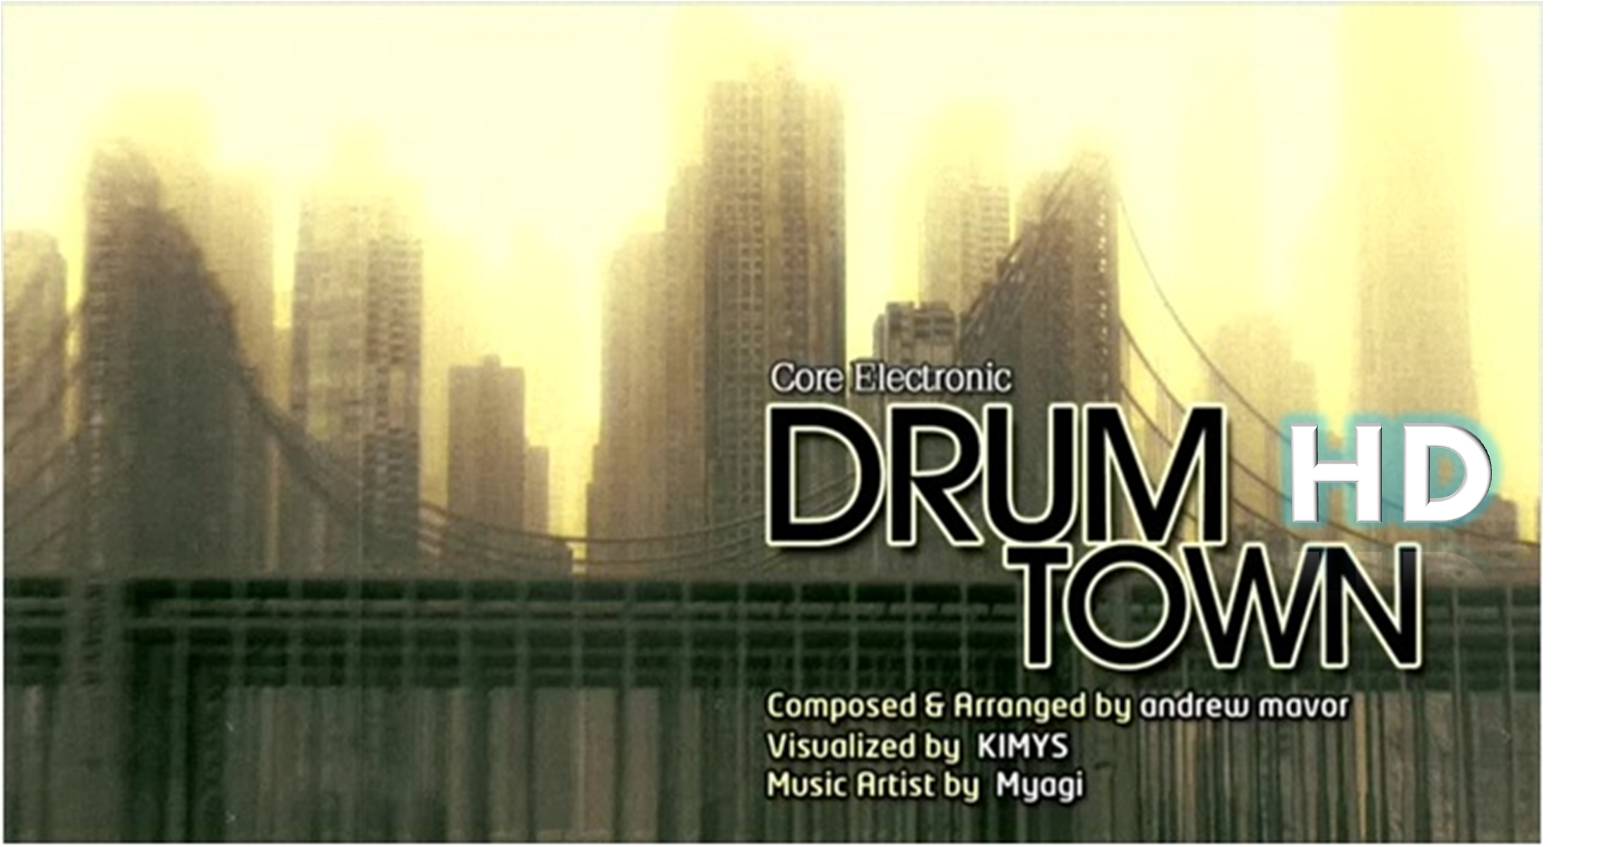 Core Electronic
DRUM HD
TOWN
Composed & Arranged by andrew mavor
Visualized by KIMYS
Music Artist by Myagi